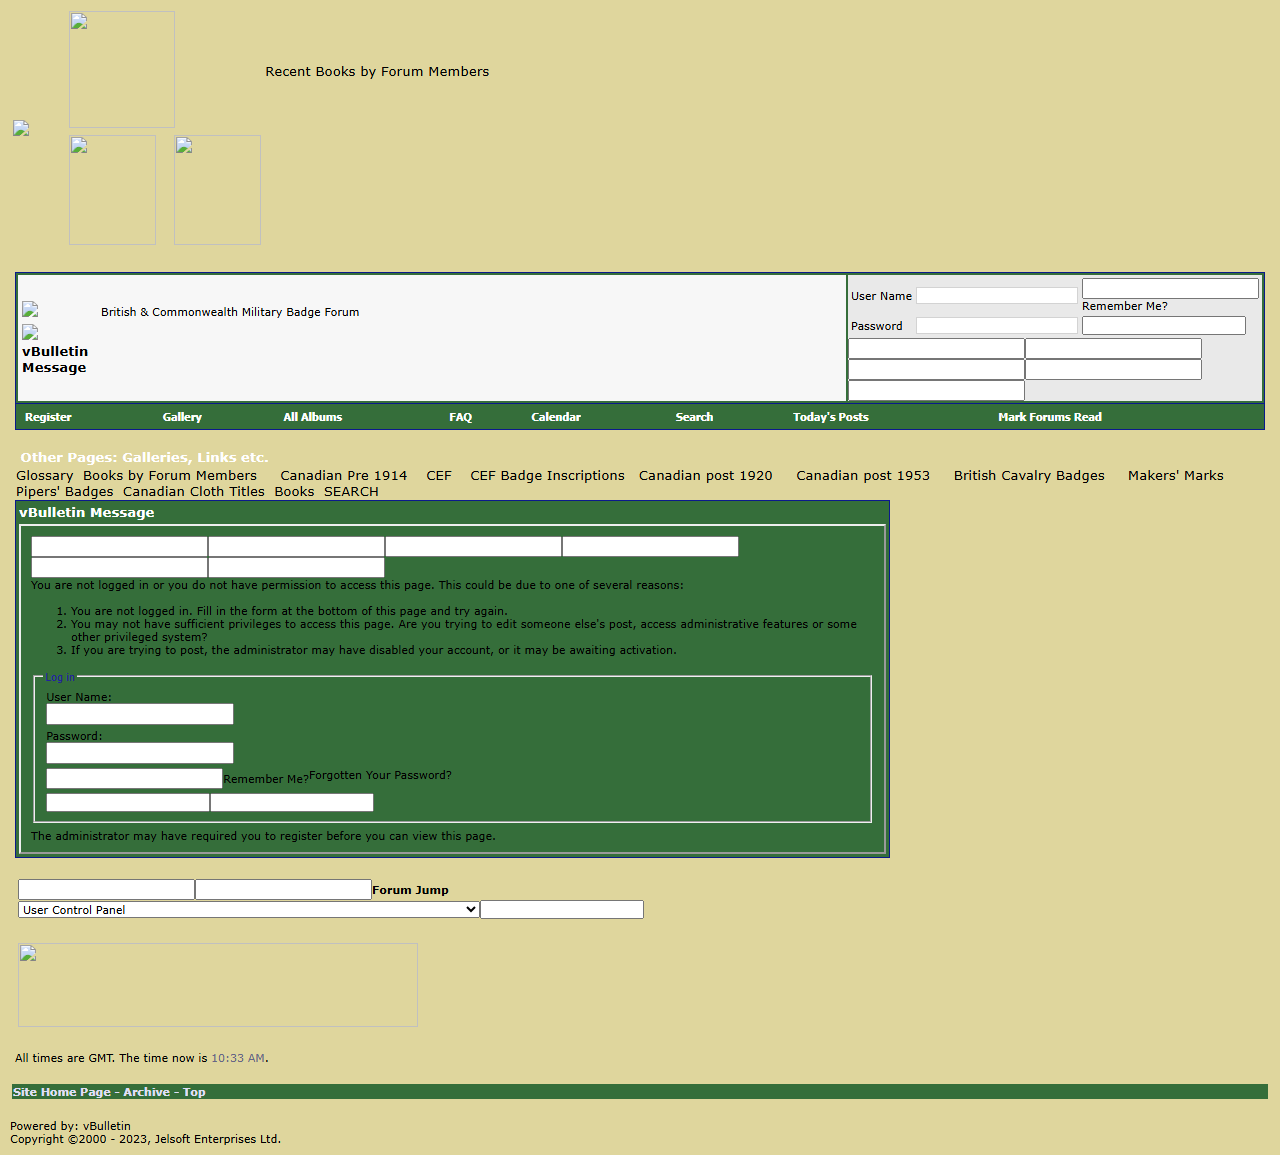 Recent Books by Forum Members
British & Commonwealth Military Badge Forum
vBulletin
Message
User Name
Remember Me?
Password
Register Gallery All Albums FAQ Calendar Search Today's Posts Mark Forums Read
Other Pages: Galleries, Links etc.
Glossary Books by Forum Members Canadian Pre 1914 CEF CEF Badge Inscriptions Canadian post 1920 Canadian post 1953 British Cavalry Badges Makers' Marks
Pipers' Badges Canadian Cloth Titles Books SEARCH
vBulletin Message
You are not logged in or you do not have permission to access this page. This could be due to one of several reasons:
1. You are not logged in. Fill in the form at the bottom of this page and try again.
2. You may not have sufficient privileges to access this page. Are you trying to edit someone else's post, access administrative features or some
other privileged system?
3. If you are trying to post, the administrator may have disabled your account, or it may be awaiting activation.
Log in
User Name:
Password:
Remember Me? Forgotten Your Password?
The administrator may have required you to register before you can view this page.
Forum Jump
User Control Panel
All times are GMT. The time now is 10:33 AM.
Site Home Page - Archive - Top
Powered by: vBulletin
Copyright ©2000 - 2023, Jelsoft Enterprises Ltd.